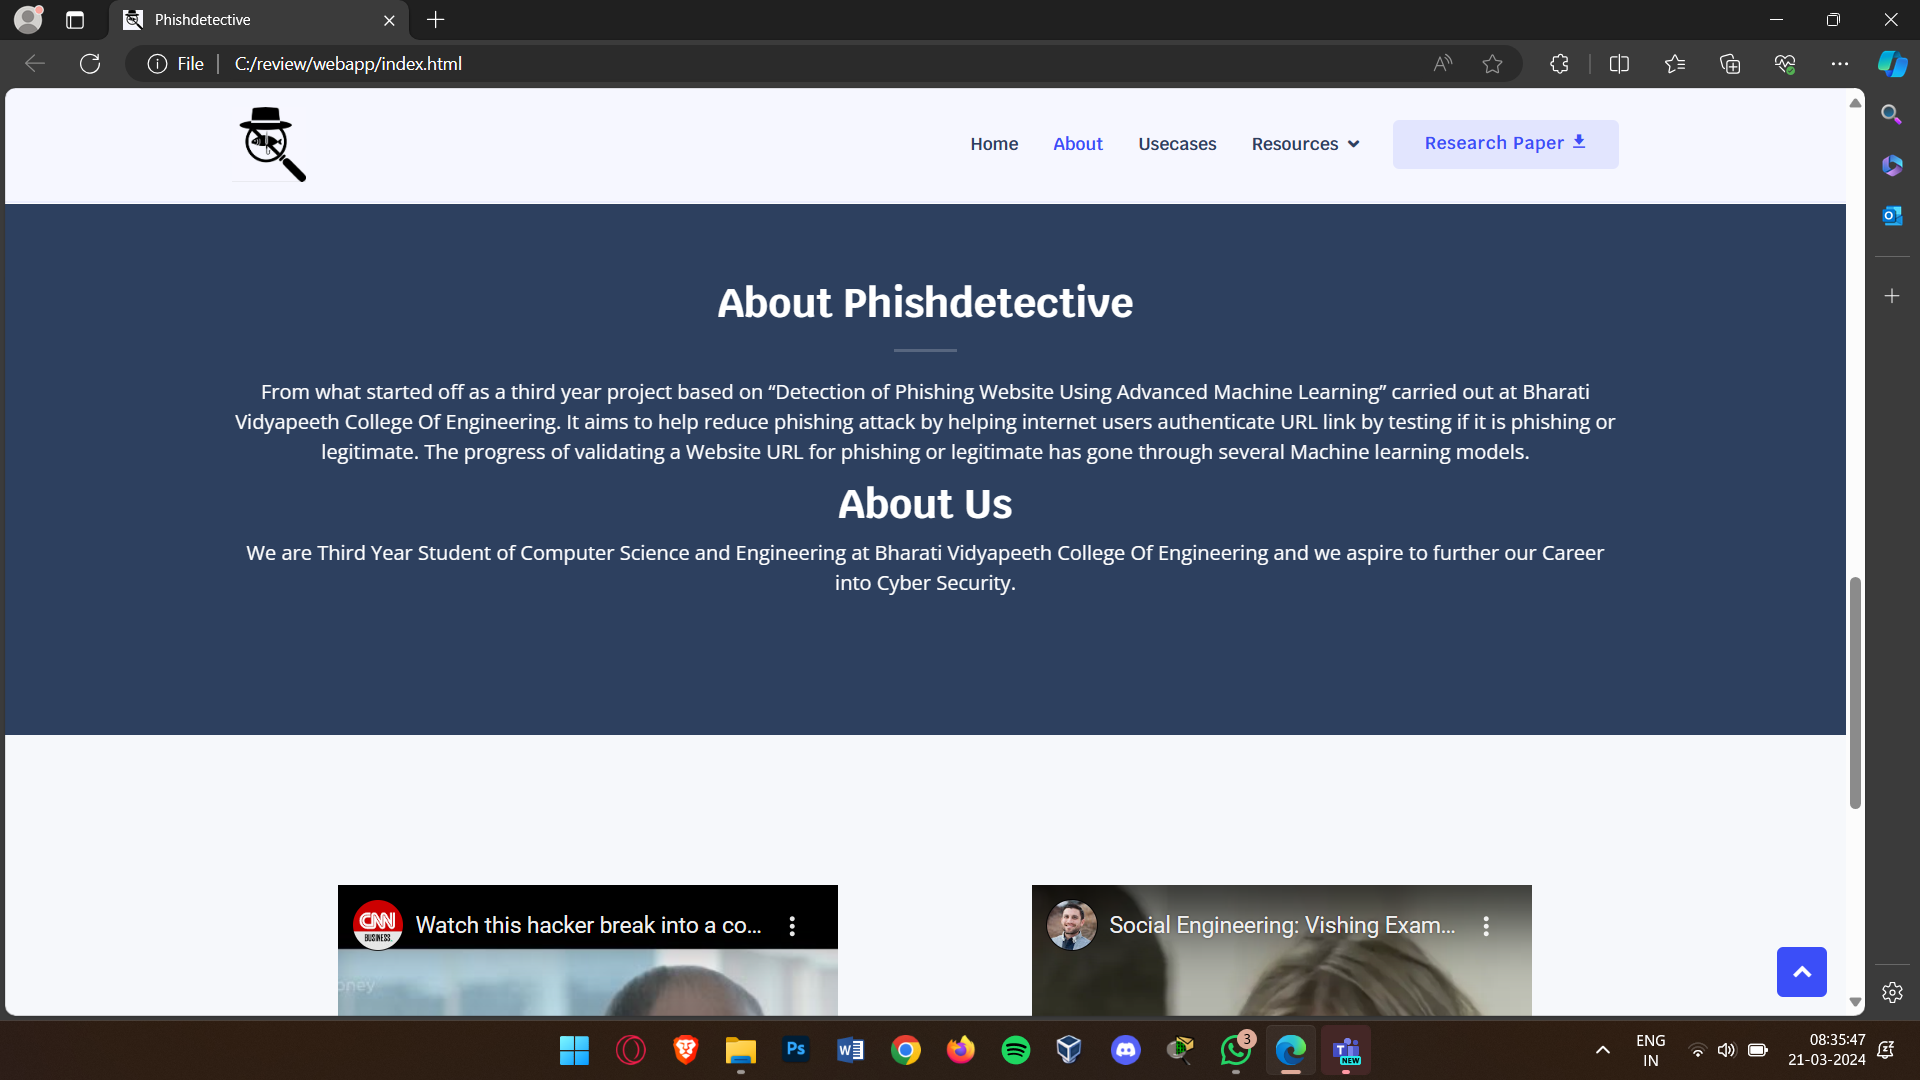 Phishdetective
File
C:/review/webapp/index.html
Home About Usecases Resources Research Paper
About Phishdetective
From what started off as a third year project based on “Detection of Phishing Website Using Advanced Machine Learning” carried out at Bharati
Vidyapeeth College Of Engineering. It aims to help reduce phishing attack by helping internet users authenticate URL link by testing if it is phishing or
legitimate. The progress of validating a Website URL for phishing or legitimate has gone through several Machine learning models.
About Us
We are Third Year Student of Computer Science and Engineering at Bharati Vidyapeeth College Of Engineering and we aspire to further our Career
into Cyber Security.
CNN
BUSINESS.
Watch this hacker break into a co...
Social Engineering: Vishing Exam...
oney
Ps
3
NEW
ENG
IN
08:35:47
21-03-2024